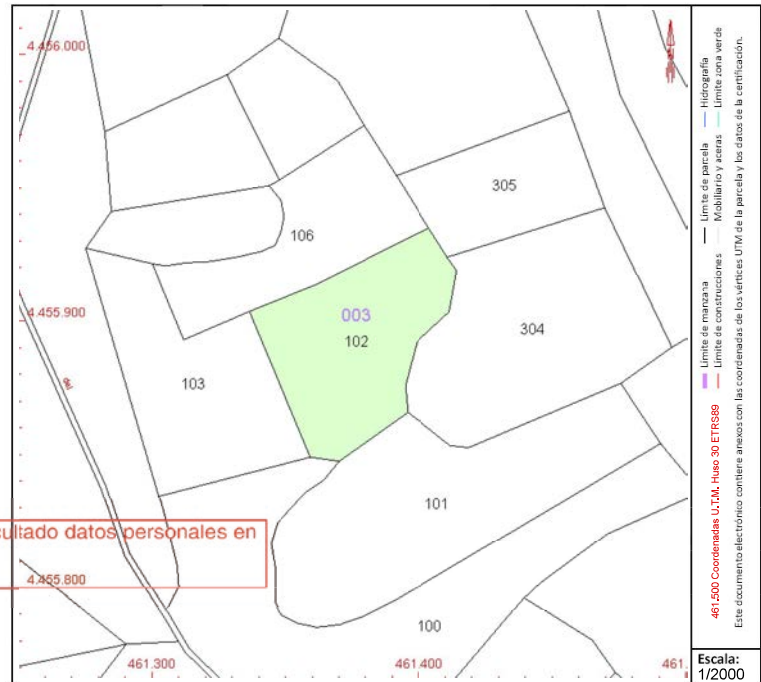 4.456.000
305
106
4.455.900
003
102
304
103
101
cultado datos personales en
4.455.800
100
461.300
461.400
461.
Límite de manzana
Límite de parcela
Hidrografía
Límite de construcciones
Mobiliario y aceras
Límite zona verde
461,500 Coordenadas U.T.M. Huso 30 ETRS89
Este documento electrónico contiene anexos con las coordenadas de los vértices UTM de la parcela y los datos de la certificación.
Escala:
1/2000